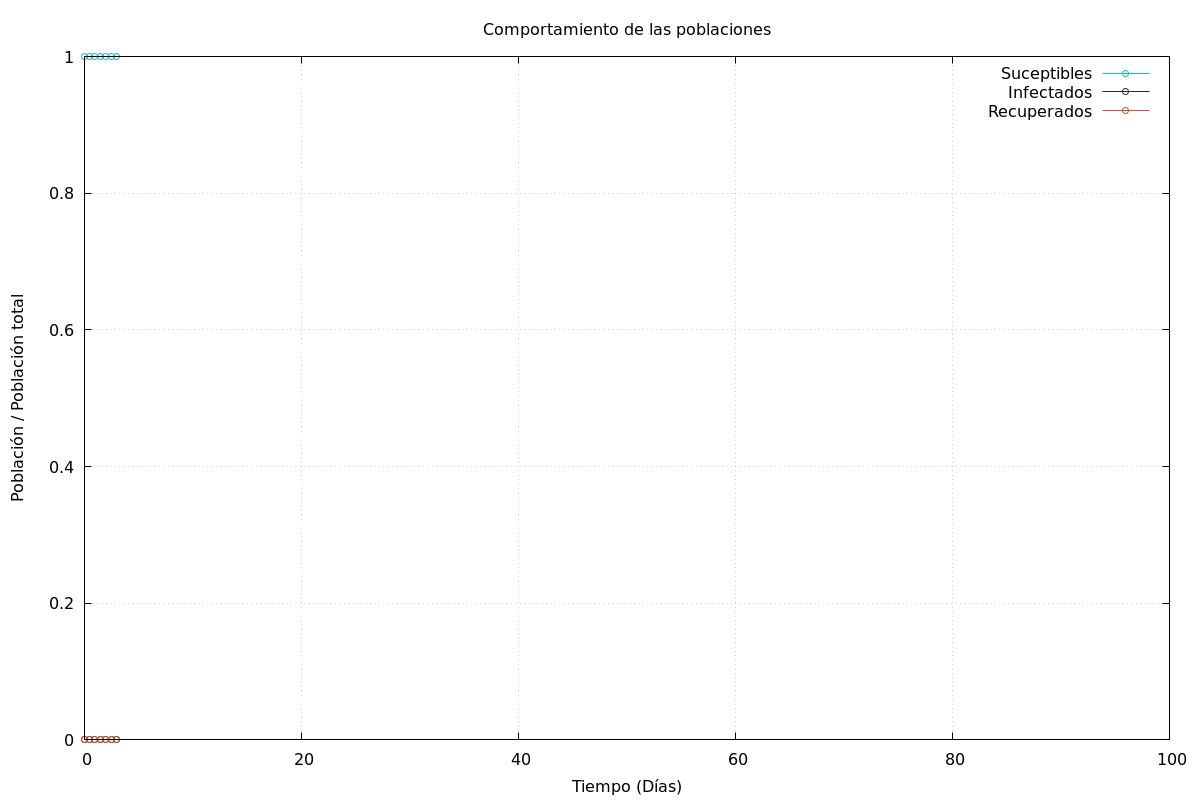 Comportamiento de las poblaciones
Suceptibles
Infectados
Recuperados
1
0.8
0.6
0.4
0.2
0
Población / Población total
0 20 40 60 80 100
Tiempo (Días)